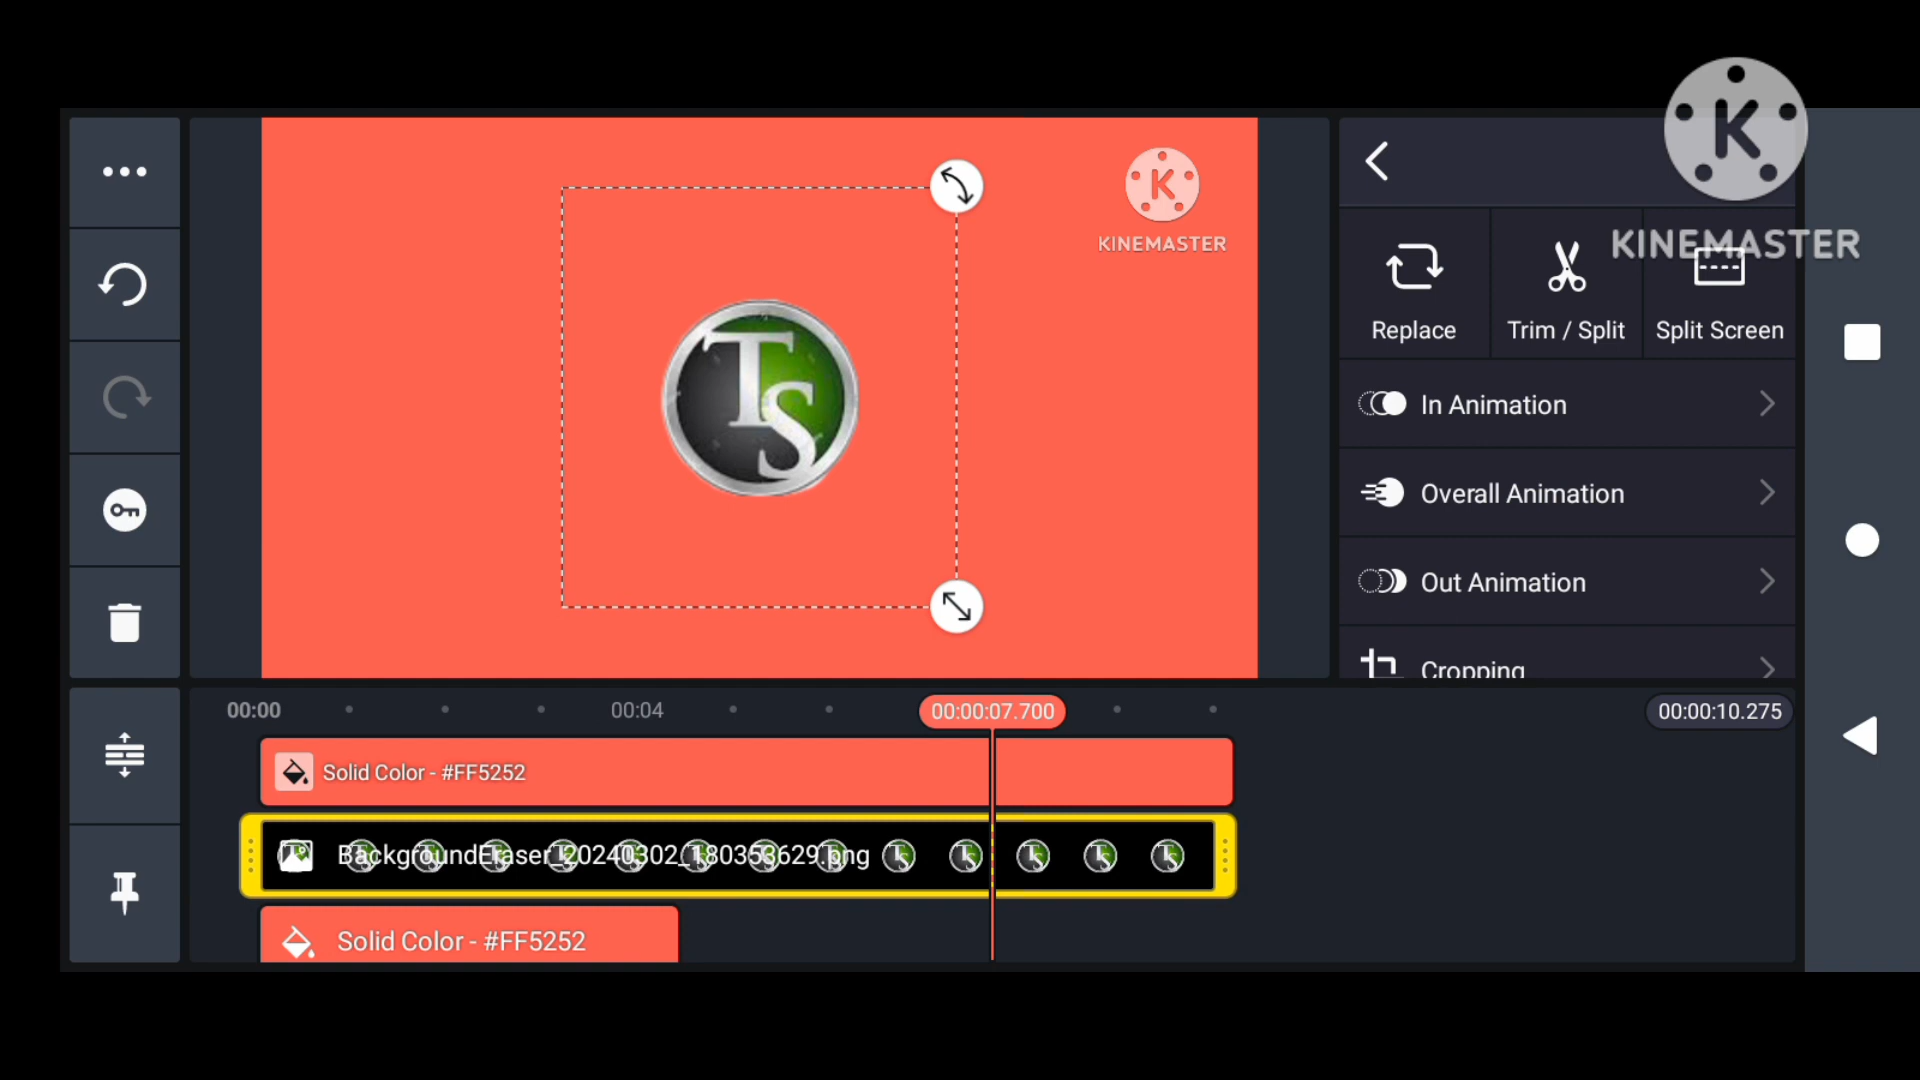 K
KINEMASTER
K
KINEMASTER
TS
Replace
Trim / Split
Split Screen
In Animation
Overall Animation
Out Animation
Cropping
00:00
00:04
00:00:07.700
00:00:10.275
Solid Color - #FF5252
BackgroundEraser_20240302_180353629.png
Solid Color - #FF5252